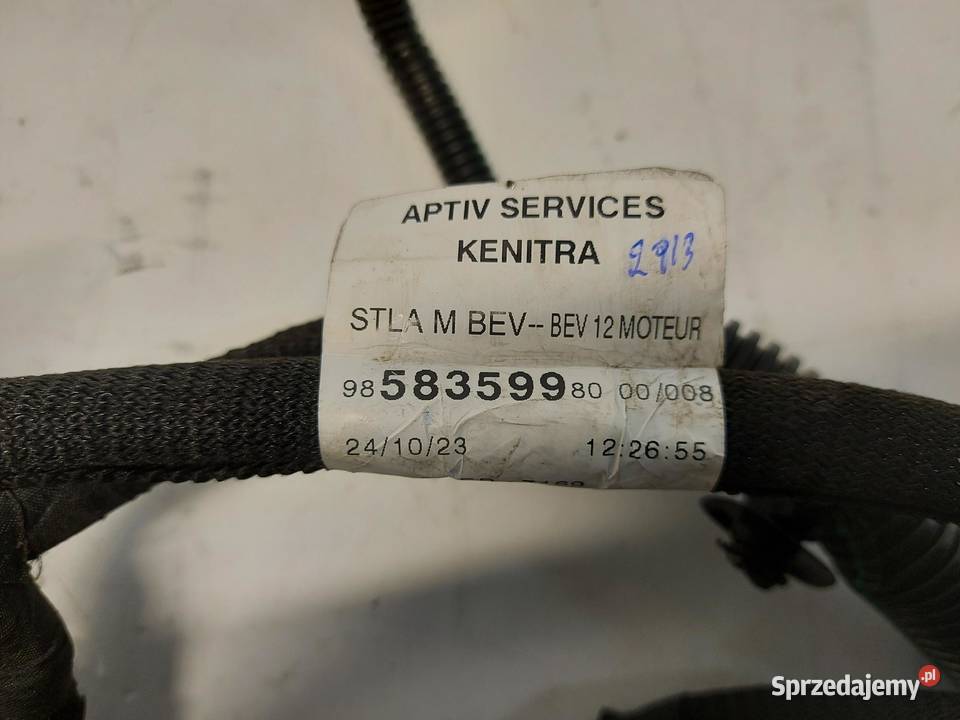 APTIV SERVICES
KENITRA 2913
STLA M BEV-- BEV 12 MOTEUR
98 583599 80 00/008
24/10/23 12:26:55
Sprzedajemy.pl